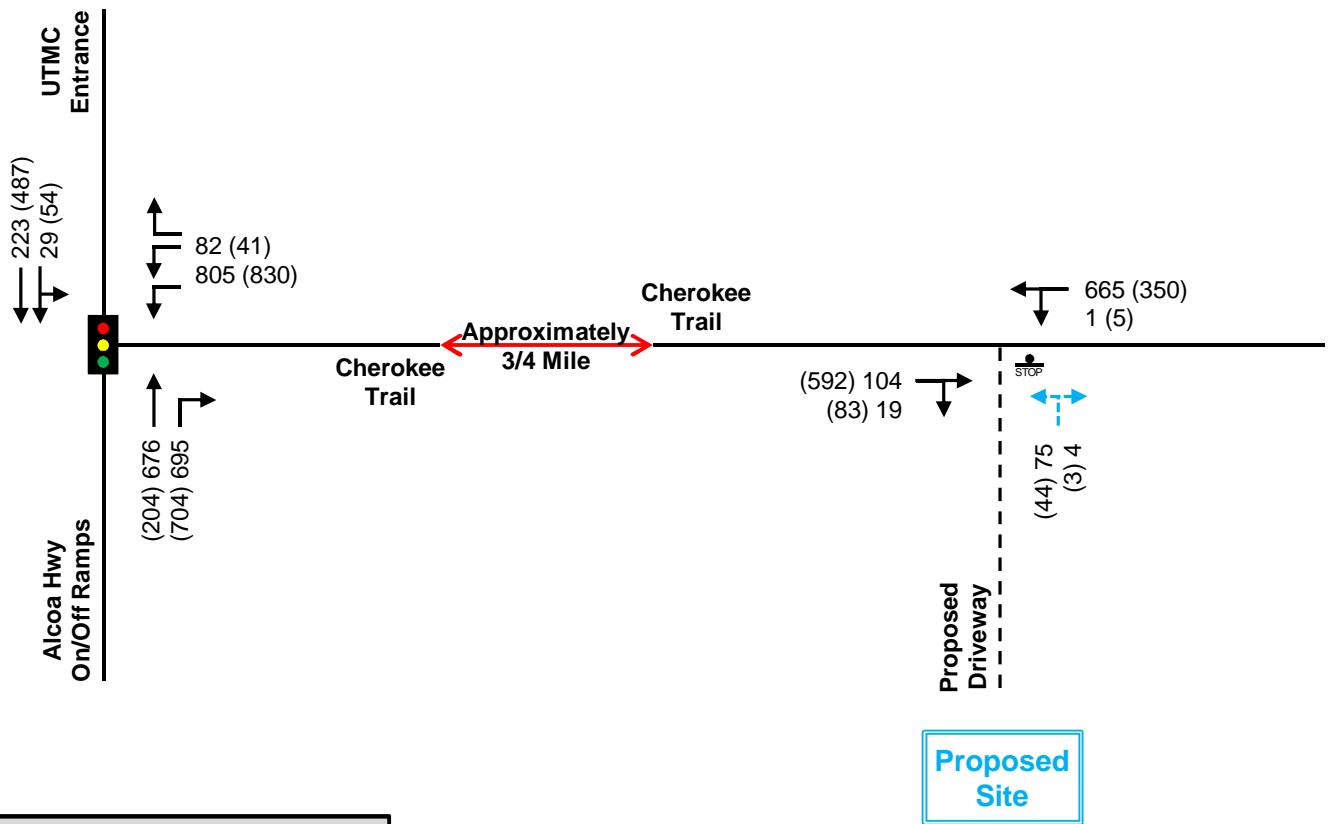 UTMC
Entrance
223 (487)
29 (54)
82 (41)
805 (830)
Cherokee
Trail
Approximately
3/4 Mile
Cherokee
Trail
665 (350)
1 (5)
STOP
(592) 104
(83) 19
(204) 676
(704) 695
(44) 75
(3) 4
Alcoa Hwy
On/Off Ramps
Proposed
Driveway
Proposed
Site